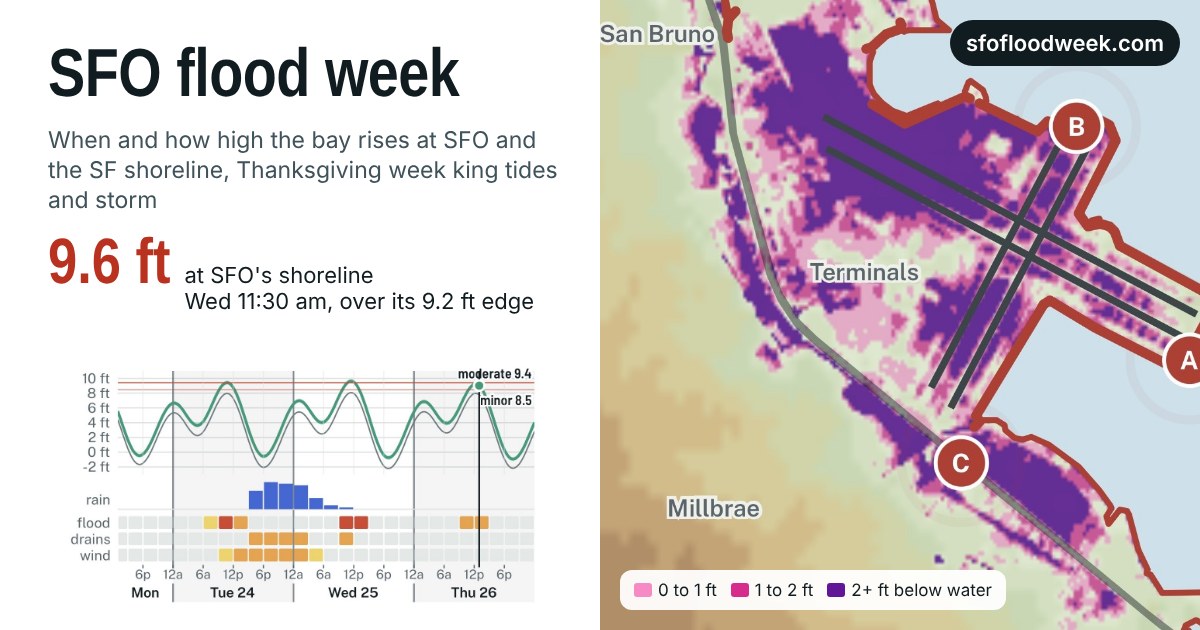 SFO flood week
When and how high the bay rises at SFO and
the SF shoreline, Thanksgiving week king tides
and storm
9.6 ft
at SFO's shoreline
Wed 11:30 am, over its 9.2 ft edge
10 ft
8 ft
6 ft
4 ft
2 ft
0 ft
-2 ft
moderate 9.4
minor 8.5
rain
flood
drains
wind
6p 12a 6a 12p 6p 12a 6a 12p 6p 12a 6a 12p 6p
Mon Tue 24 Wed 25 Thu 26
San Bruno
sfofloodweek.com
B
Terminals
A
C
Millbrae
0 to 1 ft 1 to 2 ft 2+ ft below water